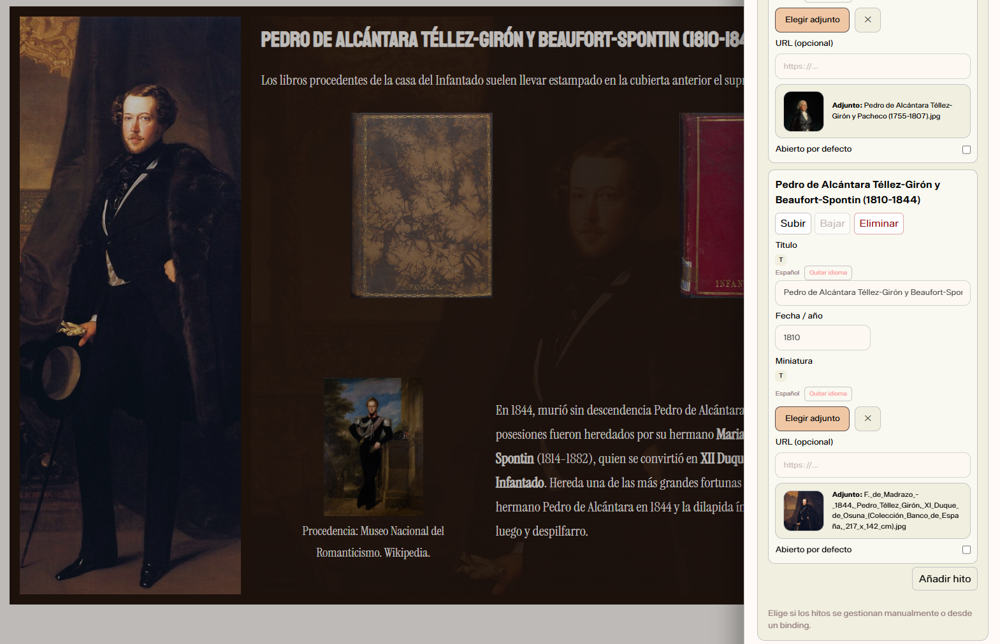 PEDRO DE ALCÁNTARA TÉLLEZ-GIRÓN Y BEAUFORT-SPONTIN (1810-184
Los libros procedentes de la casa del Infantado suelen llevar estampado en la cubierta anterior el sup
INFANTADO
INFAN
Procedencia: Museo Nacional del
Romanticismo. Wikipedia.
En 1844, murió sin descendencia Pedro de Alcántara
posesiones fueron heredados por su hermano Maria
Spontin (1814-1882), quien se convirtió en XII Duqu
Infantado. Hereda una de las más grandes fortunas
hermano Pedro de Alcántara en 1844 y la dilapida ín
luego y despilfarro.
Elegir adjunto
×
URL (opcional)
https://...
Adjunto: Pedro de Alcántara Téllez-
Girón y Pacheco (1755-1807).jpg
Abierto por defecto
Pedro de Alcántara Téllez-Girón y
Beaufort-Spontin (1810-1844)
Subir Bajar Eliminar
Título
T
Español Quitar idioma
Pedro de Alcántara Téllez-Girón y Beaufort-Spor
Fecha / año
1810
Miniatura
T
Español Quitar idioma
Elegir adjunto
×
URL (opcional)
https://...
Adjunto: F._de_Madrazo_-
_1844,_Pedro_Téllez_Girón,_XI_Duque_
de_Osuna_(Colección_Banco_de_Espa
ña,_217_x_142_cm).jpg
Abierto por defecto
Añadir hito
Elige si los hitos se gestionan manualmente o desde
un binding.